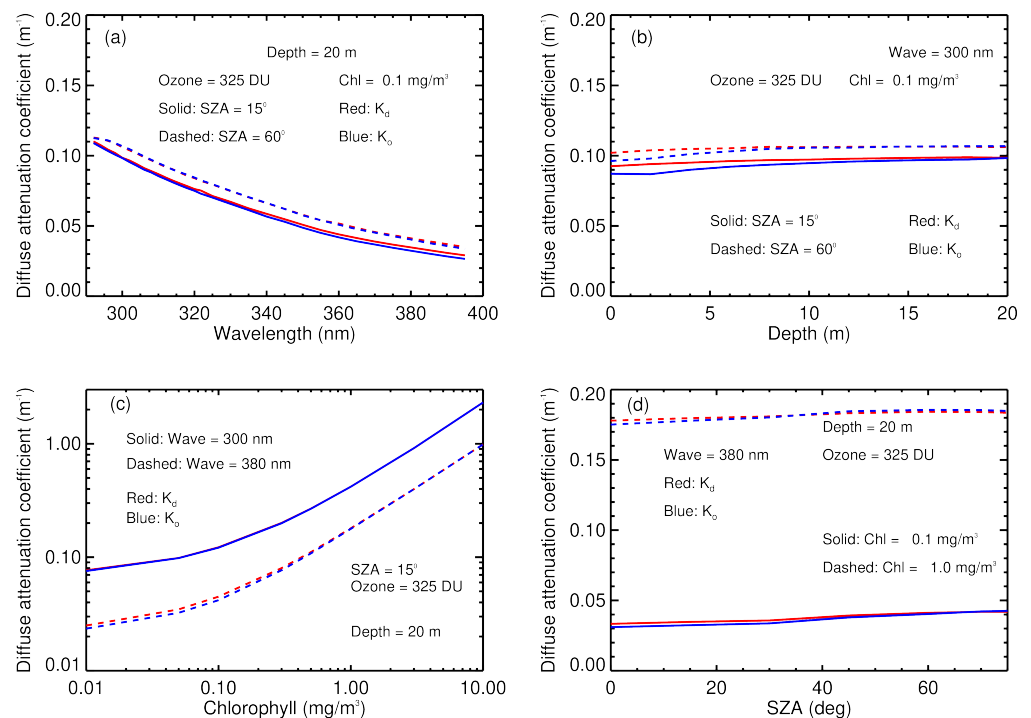 (a)
Depth = 20 m
Ozone = 325 DU Chl = 0.1 mg/m³
Solid: SZA = 15⁰ Red: K_d
Dashed: SZA = 60⁰ Blue: K_o
Diffuse attenuation coefficient (m⁻¹)
0.20
0.15
0.10
0.05
0.00
300 320 340 360 380 400
Wavelength (nm)
(b)
Wave = 300 nm
Ozone = 325 DU Chl = 0.1 mg/m³
Solid: SZA = 15⁰ Red: K_d
Dashed: SZA = 60⁰ Blue: K_o
Diffuse attenuation coefficient (m⁻¹)
0.20
0.15
0.10
0.05
0.00
0 5 10 15 20
Depth (m)
(c)
Solid: Wave = 300 nm
Dashed: Wave = 380 nm
Red: K_d
Blue: K_o
SZA = 15⁰
Ozone = 325 DU
Depth = 20 m
Diffuse attenuation coefficient (m⁻¹)
1.00
0.10
0.01
0.01 0.10 1.00 10.00
Chlorophyll (mg/m³)
(d)
Depth = 20 m
Wave = 380 nm Ozone = 325 DU
Red: K_d
Blue: K_o
Solid: Chl = 0.1 mg/m³
Dashed: Chl = 1.0 mg/m³
Diffuse attenuation coefficient (m⁻¹)
0.20
0.15
0.10
0.05
0.00
0 20 40 60
SZA (deg)